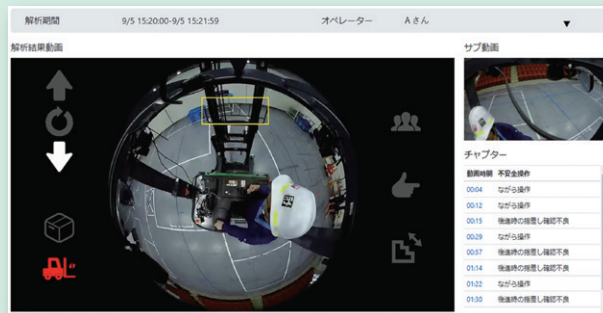 解析期間 9/5 15:20:00-9/5 15:21:59 オペレーター Aさん ▼
解析結果動画
サブ動画
チャプター
動画時間 不安全操作
00:04 ながら操作
00:12 ながら操作
00:15 後進時の指差し確認不良
00:29 ながら操作
00:57 後進時の指差し確認不良
01:14 後進時の指差し確認不良
01:22 ながら操作
01:30 後進時の指差し確認不良